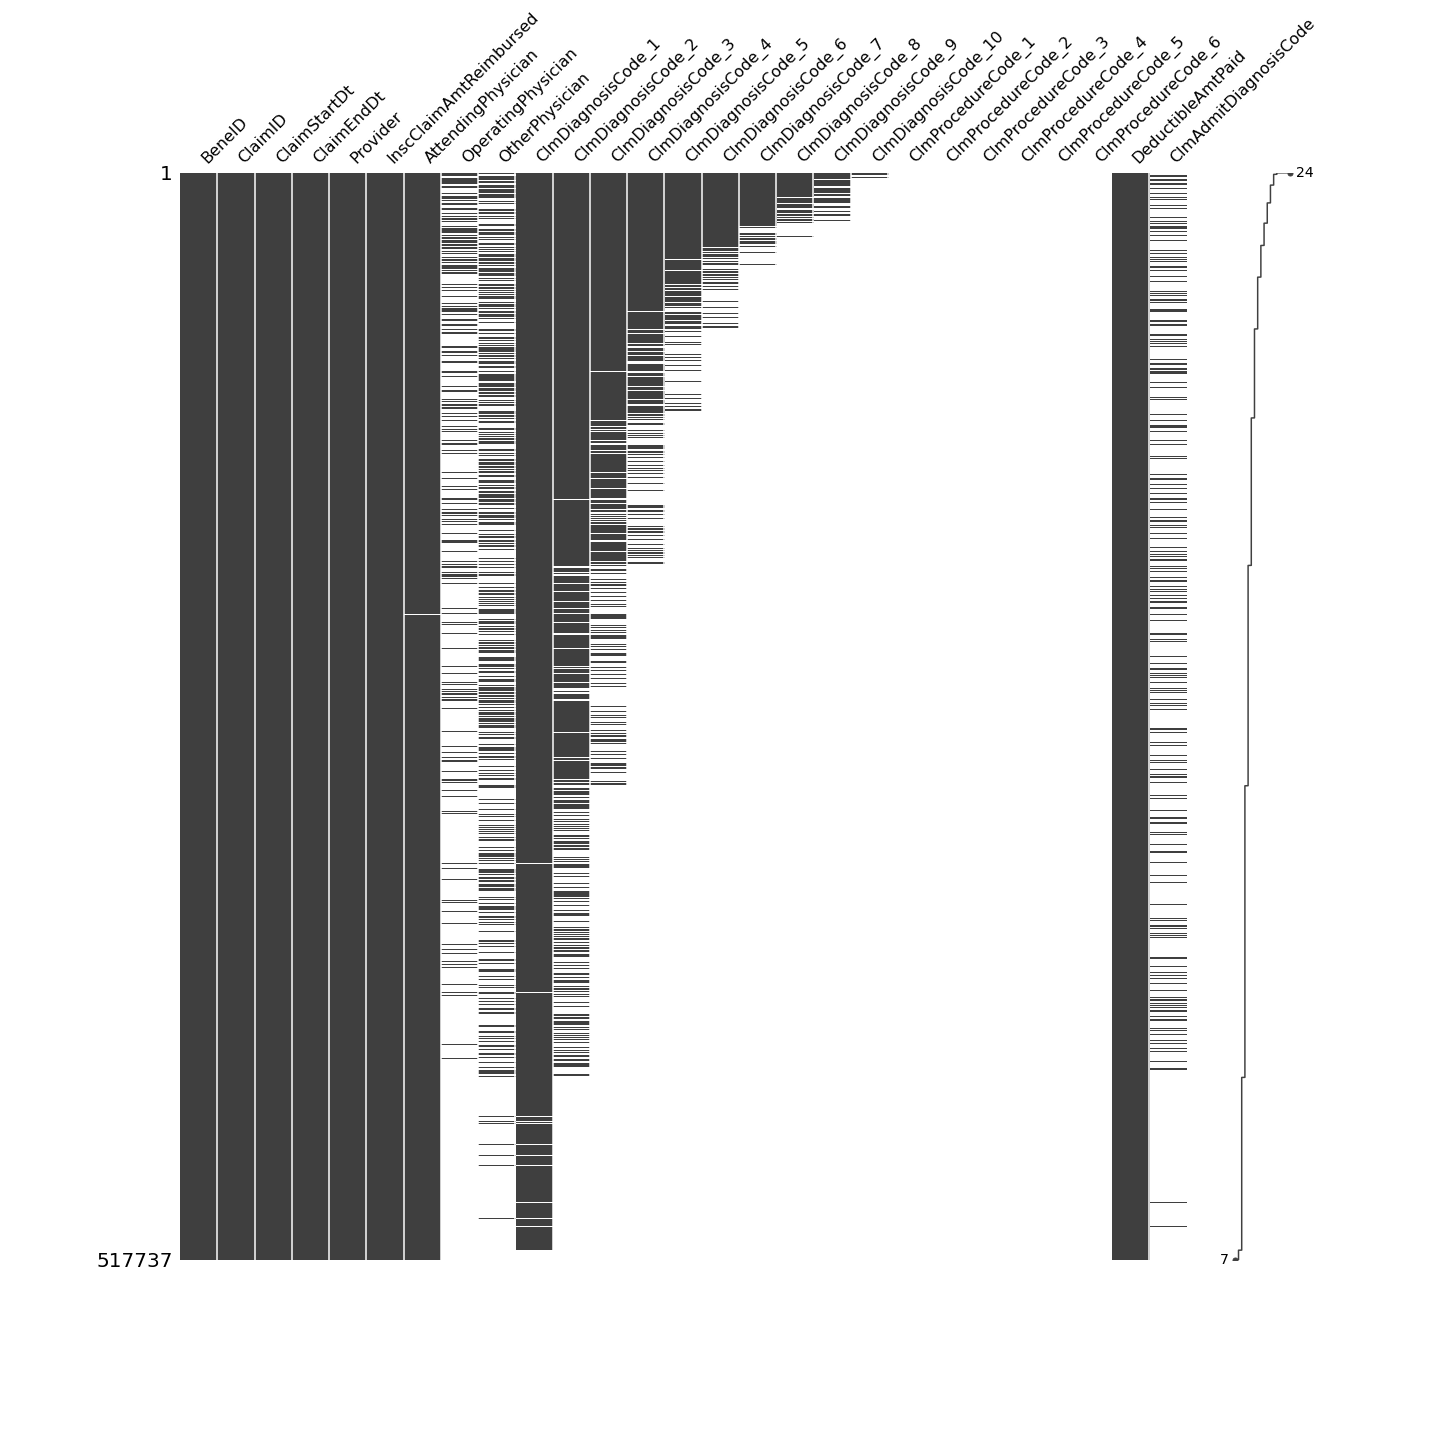 BeneID
ClaimID
ClaimStartDt
ClaimEndDt
Provider
InscClaimAmtReimbursed
AttendingPhysician
OperatingPhysician
OtherPhysician
ClmDiagnosisCode_1
ClmDiagnosisCode_2
ClmDiagnosisCode_3
ClmDiagnosisCode_4
ClmDiagnosisCode_5
ClmDiagnosisCode_6
ClmDiagnosisCode_7
ClmDiagnosisCode_8
ClmDiagnosisCode_9
ClmDiagnosisCode_10
ClmProcedureCode_1
ClmProcedureCode_2
ClmProcedureCode_3
ClmProcedureCode_4
ClmProcedureCode_5
ClmProcedureCode_6
DeductibleAmtPaid
ClmAdmitDiagnosisCode
1
24
517737
7